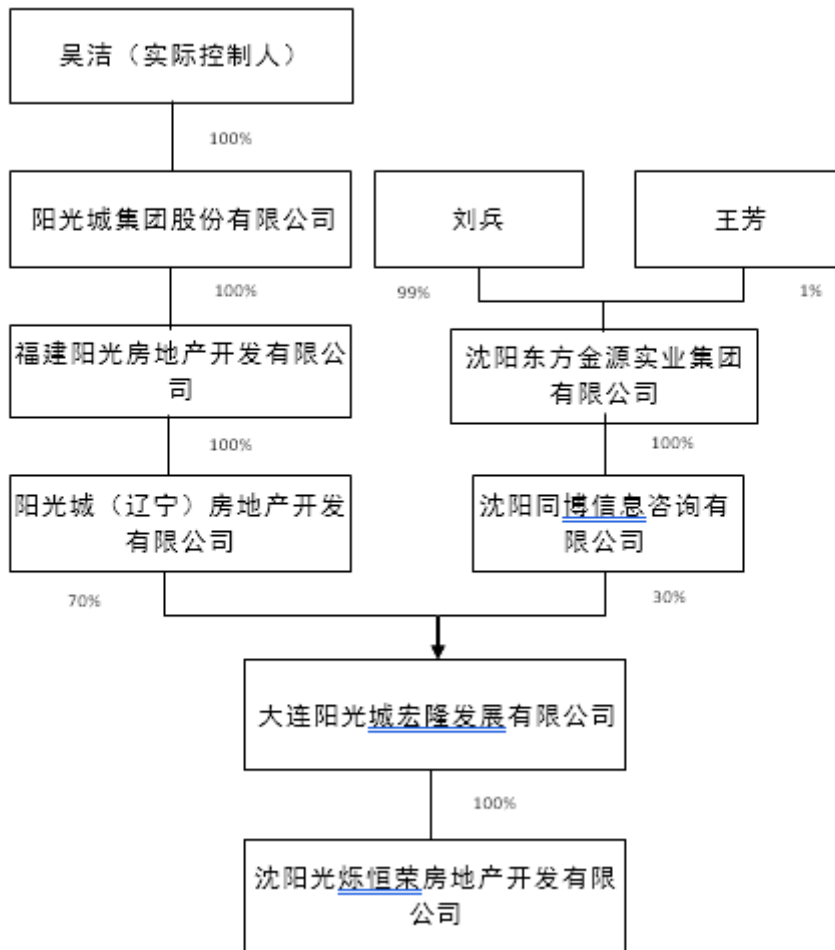 吴洁（实际控制人）
100%
阳光城集团股份有限公司
刘兵
王芳
100%
99%
1%
福建阳光房地产开发有限公
司
沈阳东方金源实业集团
有限公司
100%
100%
阳光城（辽宁）房地产开发
有限公司
沈阳同博信息咨询有
限公司
70%
30%
大连阳光城宏隆发展有限公司
100%
沈阳光烁恒荣房地产开发有限
公司